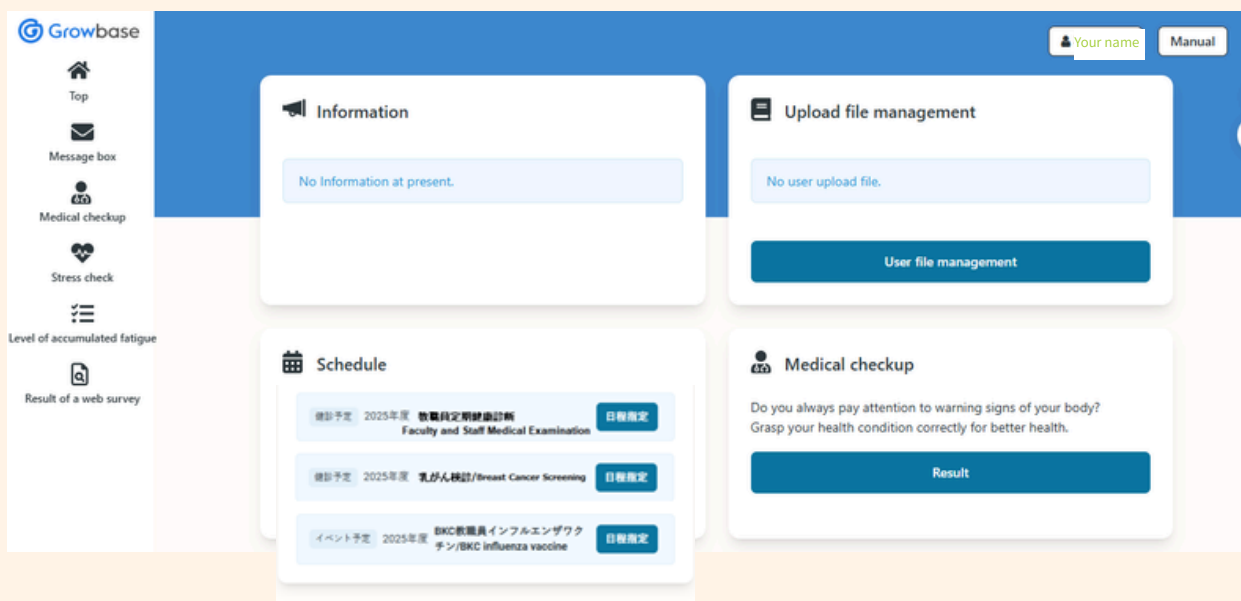 Growbase
Your name
Manual
Top
Message box
Medical checkup
Stress check
Level of accumulated fatigue
Result of a web survey
Information
No Information at present.
Upload file management
No user upload file.
User file management
Schedule
健診予定 2025年度 教職員定期健康診断 日程指定
Faculty and Staff Medical Examination
健診予定 2025年度 乳がん検診/Breast Cancer Screening 日程指定
イベント予定 2025年度 BKC教職員インフルエンザワク 日程指定
チン/BKC influenza vaccine
Medical checkup
Do you always pay attention to warning signs of your body?
Grasp your health condition correctly for better health.
Result